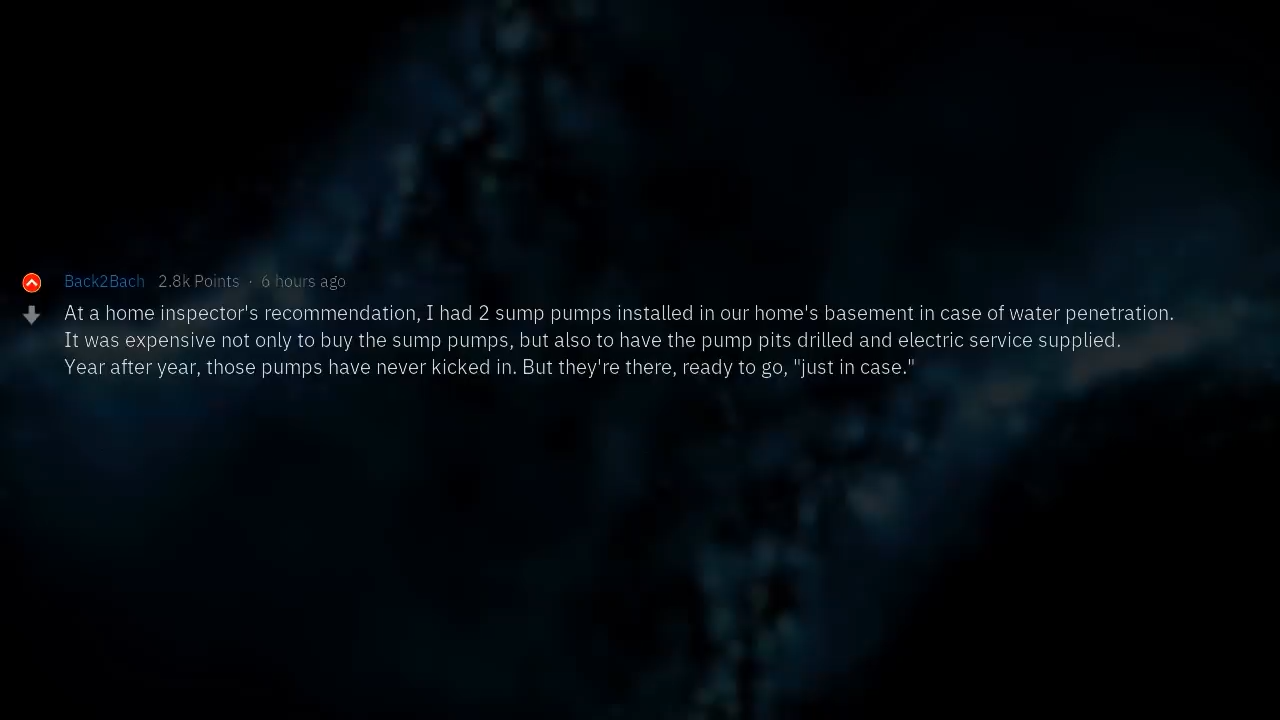 Back2Bach 2.8k Points · 6 hours ago
At a home inspector's recommendation, I had 2 sump pumps installed in our home's basement in case of water penetration.
It was expensive not only to buy the sump pumps, but also to have the pump pits drilled and electric service supplied.
Year after year, those pumps have never kicked in. But they're there, ready to go, "just in case."